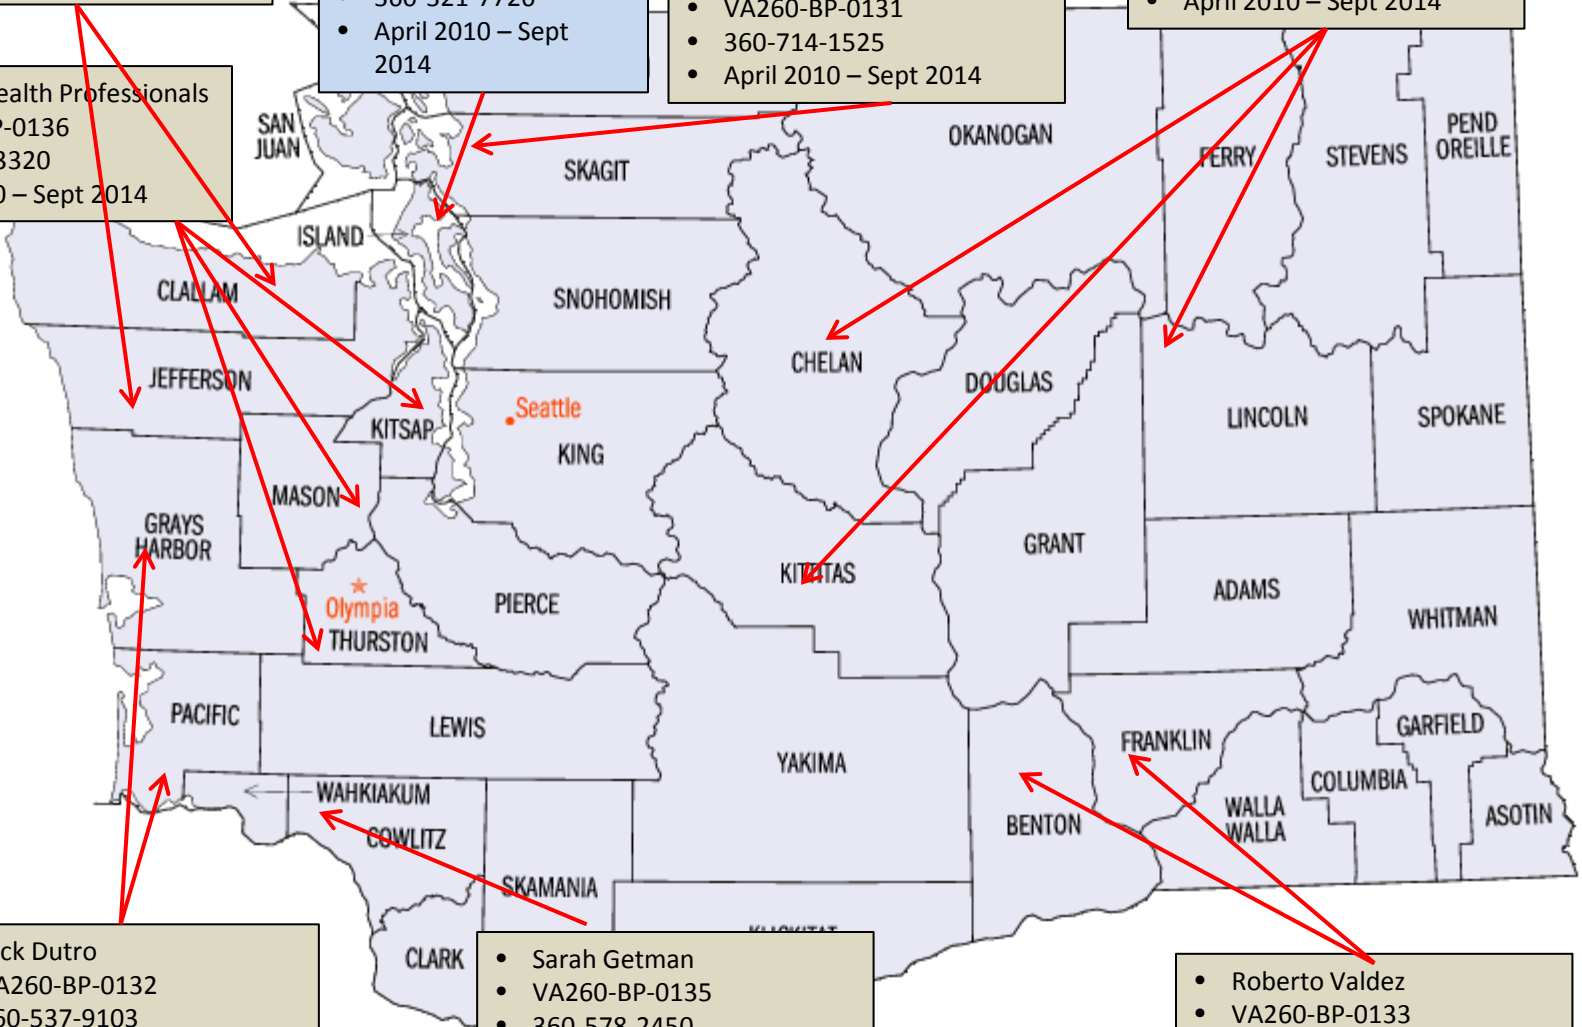 360-321-7726
• April 2010 – Sept
2014
• VA260-BP-0131
• 360-714-1525
• April 2010 – Sept 2014
• April 2010 – Sept 2014
ealth Professionals
P-0136
3320
0 – Sept 2014
SAN
JUAN
SKAGIT
OKANOGAN
FERRY
STEVENS
PEND
OREILLE
ISLAND
CLALLAM
SNOHOMISH
CHELAN
DOUGLAS
JEFFERSON
KITSAP
Seattle
KING
LINCOLN
SPOKANE
MASON
GRAYS
HARBOR
GRANT
KITTITAS
ADAMS
WHITMAN
Olympia
THURSTON
PIERCE
PACIFIC
LEWIS
YAKIMA
FRANKLIN
GARFIELD
COLUMBIA
WALLA
WALLA
ASOTIN
BENTON
WAHKIAKUM
COWLITZ
SKAMANIA
KLICKITAT
CLARK
ck Dutro
A260-BP-0132
60-537-9103
• Sarah Getman
• VA260-BP-0135
• 360-578-2450
• Roberto Valdez
• VA260-BP-0133